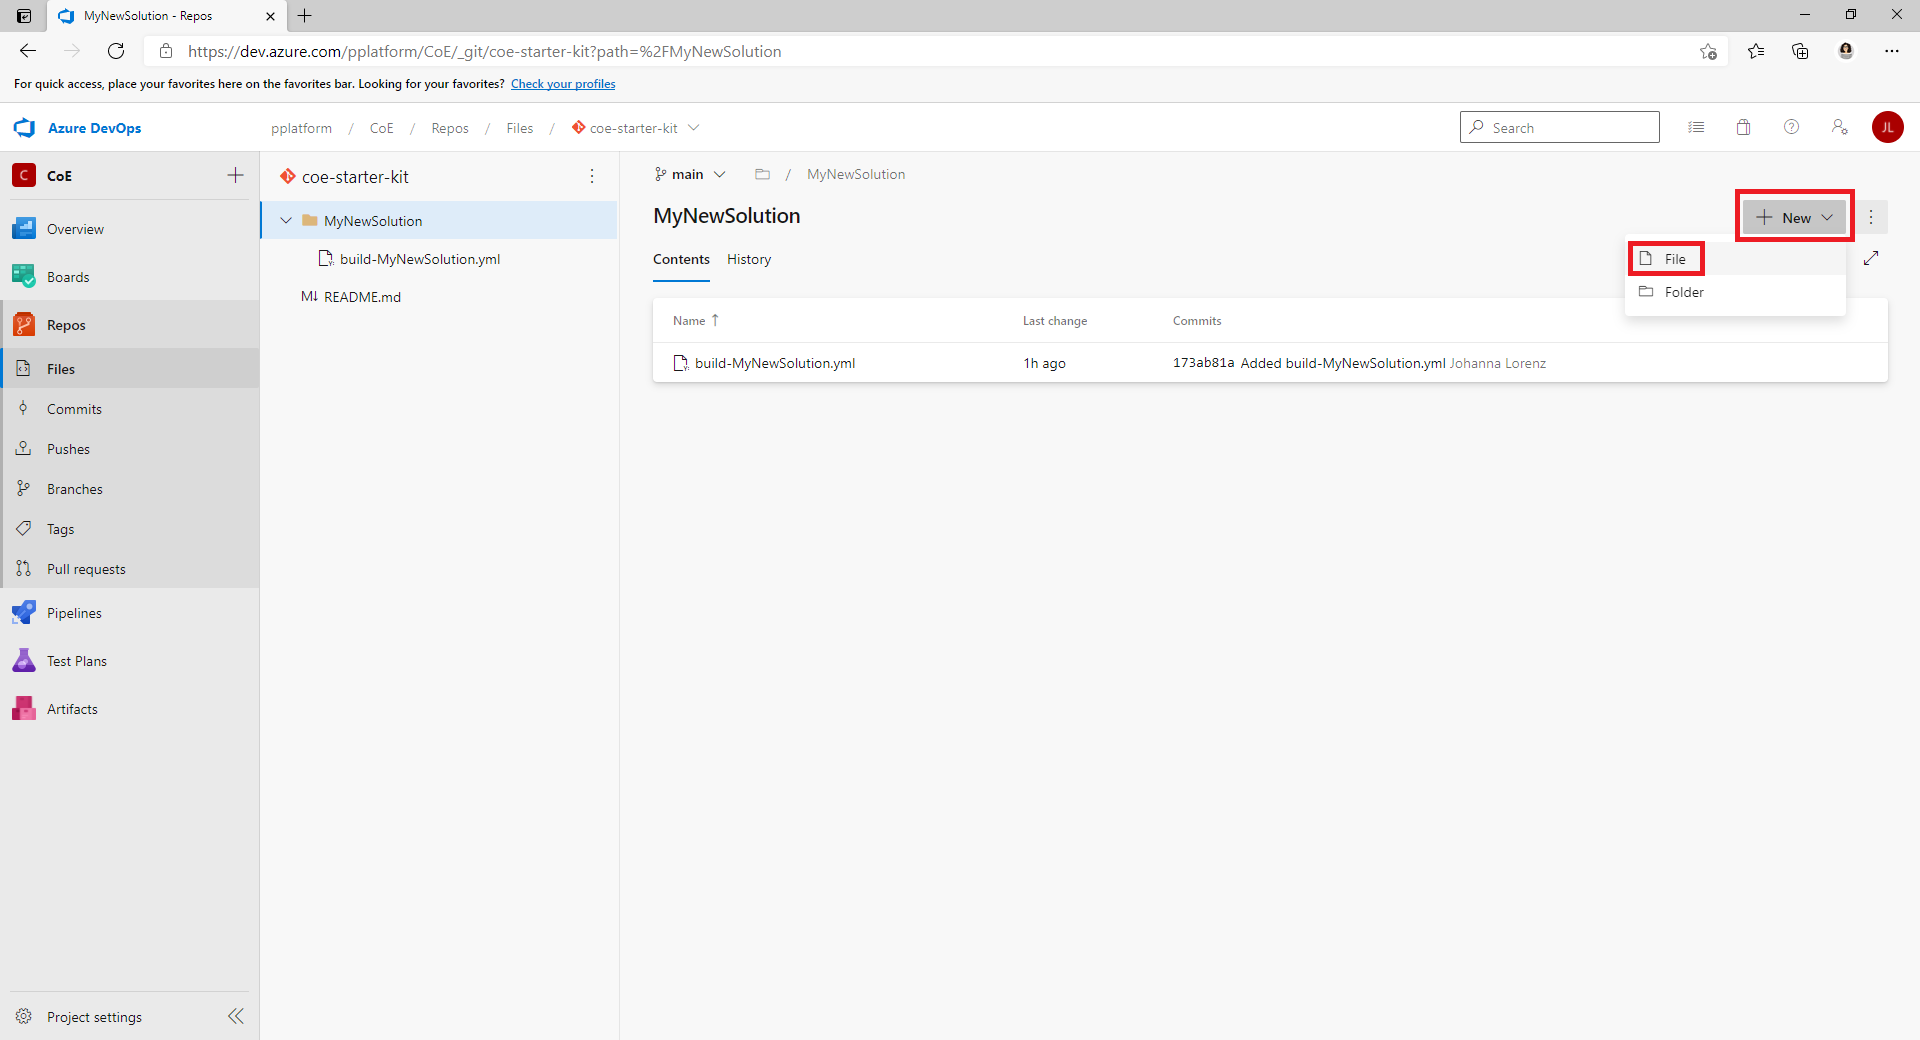 MyNewSolution - Repos
https://dev.azure.com/pplatform/CoE/_git/coe-starter-kit?path=%2FMyNewSolution
For quick access, place your favorites here on the favorites bar. Looking for your favorites? Check your profiles
Azure DevOps
pplatform / CoE / Repos / Files / coe-starter-kit
Search
JL
C CoE
Overview
Boards
Repos
Files
Commits
Pushes
Branches
Tags
Pull requests
Pipelines
Test Plans
Artifacts
Project settings
coe-starter-kit
MyNewSolution
build-MyNewSolution.yml
M↓ README.md
main / MyNewSolution
MyNewSolution
New
File
Folder
Contents History
Name ↑ Last change Commits
build-MyNewSolution.yml 1h ago 173ab81a Added build-MyNewSolution.yml Johanna Lorenz